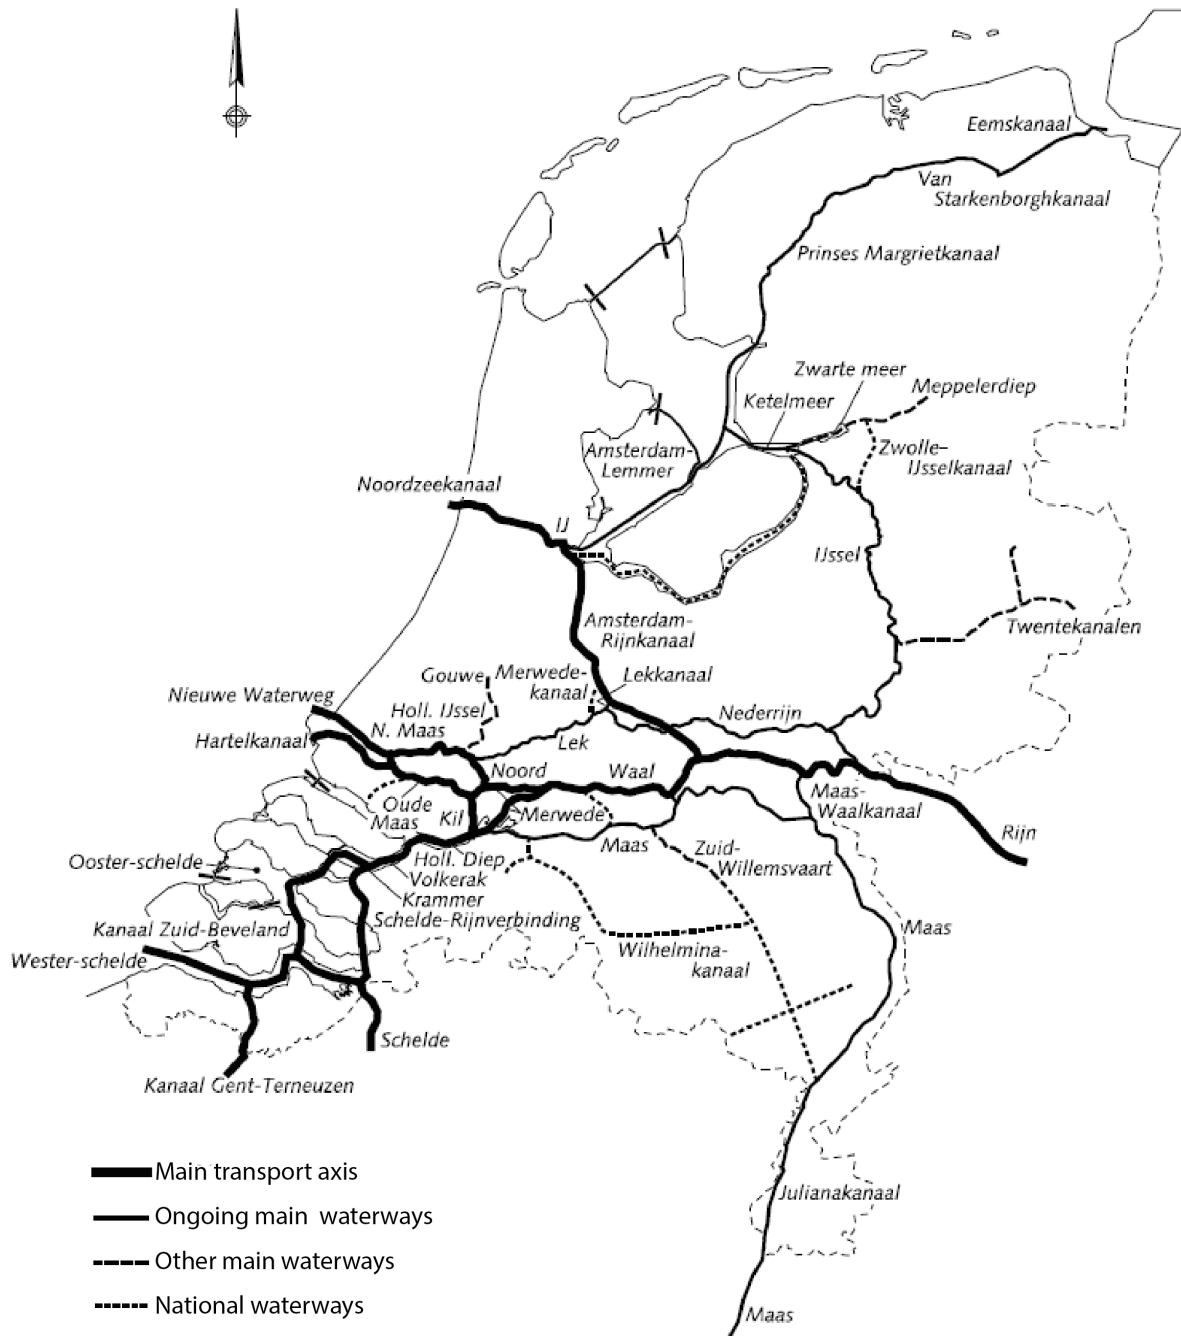 Eemskanaal
Van
Starkenborghkanaal
Prinses Margrietkanaal
Zwarte meer
Meppelerdiep
Ketelmeer
Amsterdam-
Lemmer
Zwolle-
IJsselkanaal
Noordzeekanaal
IJ
IJssel
Amsterdam-
Rijnkanaal
Twentekanalen
Gouwe
Merwede-
kanaal
Lekkanaal
Nieuwe Waterweg
Holl. IJssel
Nederrijn
N. Maas
Hartelkanaal
Lek
Noord
Waal
Oude
Maas
Kil
Merwede
Maas-
Waalkanaal
Rijn
Maas
Zuid-
Willemsvaart
Ooster-schelde
Holl. Diep
Volkerak
Krammer
Schelde-Rijnverbinding
Kanaal Zuid-Beveland
Wester-schelde
Wilhelmina-
kanaal
Maas
Schelde
Kanaal Gent-Terneuzen
Main transport axis
Ongoing main waterways
Other main waterways
National waterways
Julianakanaal
Maas